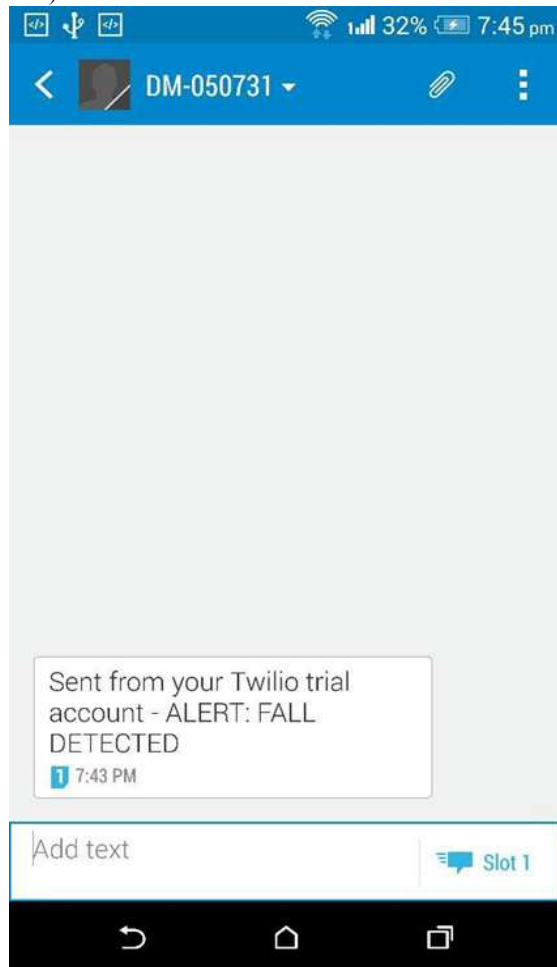 32% 7:45 pm
DM-050731
Sent from your Twilio trial
account - ALERT: FALL
DETECTED
1 7:43 PM
Add text
Slot 1